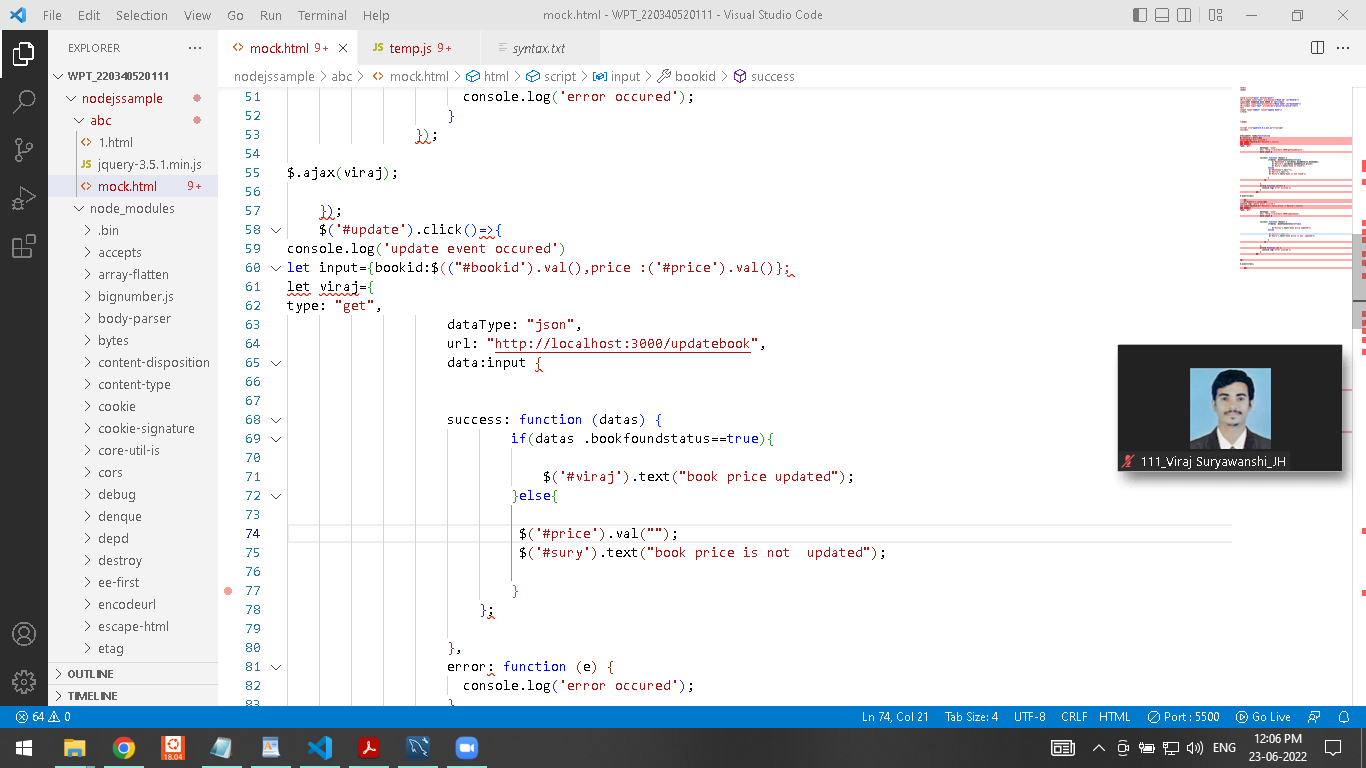 File Edit Selection View Go Run Terminal Help
mock.html - WPT_220340520111 - Visual Studio Code
EXPLORER
mock.html 9+
JS temp.js 9+
syntax.txt
nodejssample > abc > mock.html > html > script > input > bookid > success
WPT_220340520111
nodejssample
abc
1.html
JS jquery-3.5.1.min.js
mock.html 9+
node_modules
.bin
accepts
array-flatten
bignumber.js
body-parser
bytes
content-disposition
content-type
cookie
cookie-signature
core-util-is
cors
debug
denque
depd
destroy
ee-first
encodeurl
escape-html
etag
OUTLINE
TIMELINE
51 console.log('error occured');
52 }
53 });
54
55 $.ajax(viraj);
56
57 });
58 $('#update').click()=>{
59 console.log('update event occured')
60 let input={bookid:$(("#bookid').val(),price :('#price').val()};
61 let viraj={
62 type: "get",
63 dataType: "json",
64 url: "http://localhost:3000/updatebook",
65 data:input {
66
67
68 success: function (datas) {
69 if(datas .bookfoundstatus==true){
70
71 $('#viraj').text("book price updated");
72 }else{
73
74 $('#price').val("");
75 $('#sury').text("book price is not  updated");
76
77 }
78 };
79
80 },
81 error: function (e) {
82 console.log('error occured');
83 }
111_Viraj Suryawanshi_JH
64 0
Ln 74, Col 21 Tab Size: 4 UTF-8 CRLF HTML Port : 5500 Go Live
18.04
ENG
12:06 PM
23-06-2022